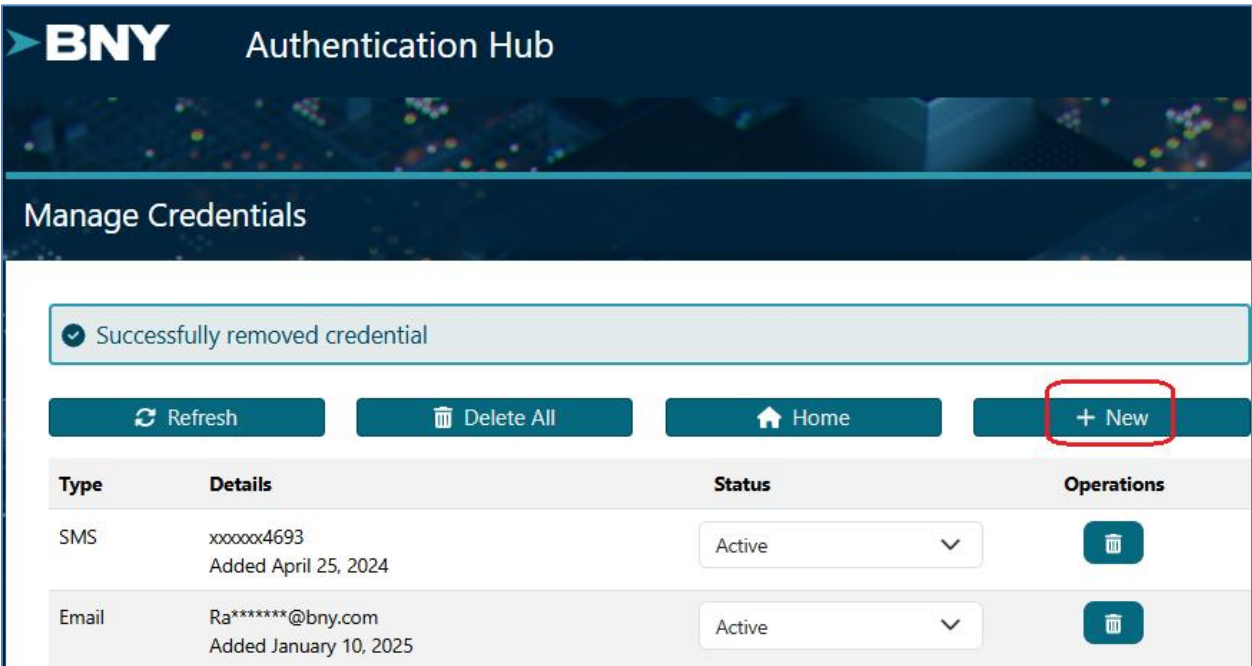 BNY Authentication Hub
Manage Credentials
Successfully removed credential
Refresh Delete All Home + New
Type Details Status Operations
SMS xxxxxx4693 Active
Added April 25, 2024
Email Ra*******@bny.com Active
Added January 10, 2025